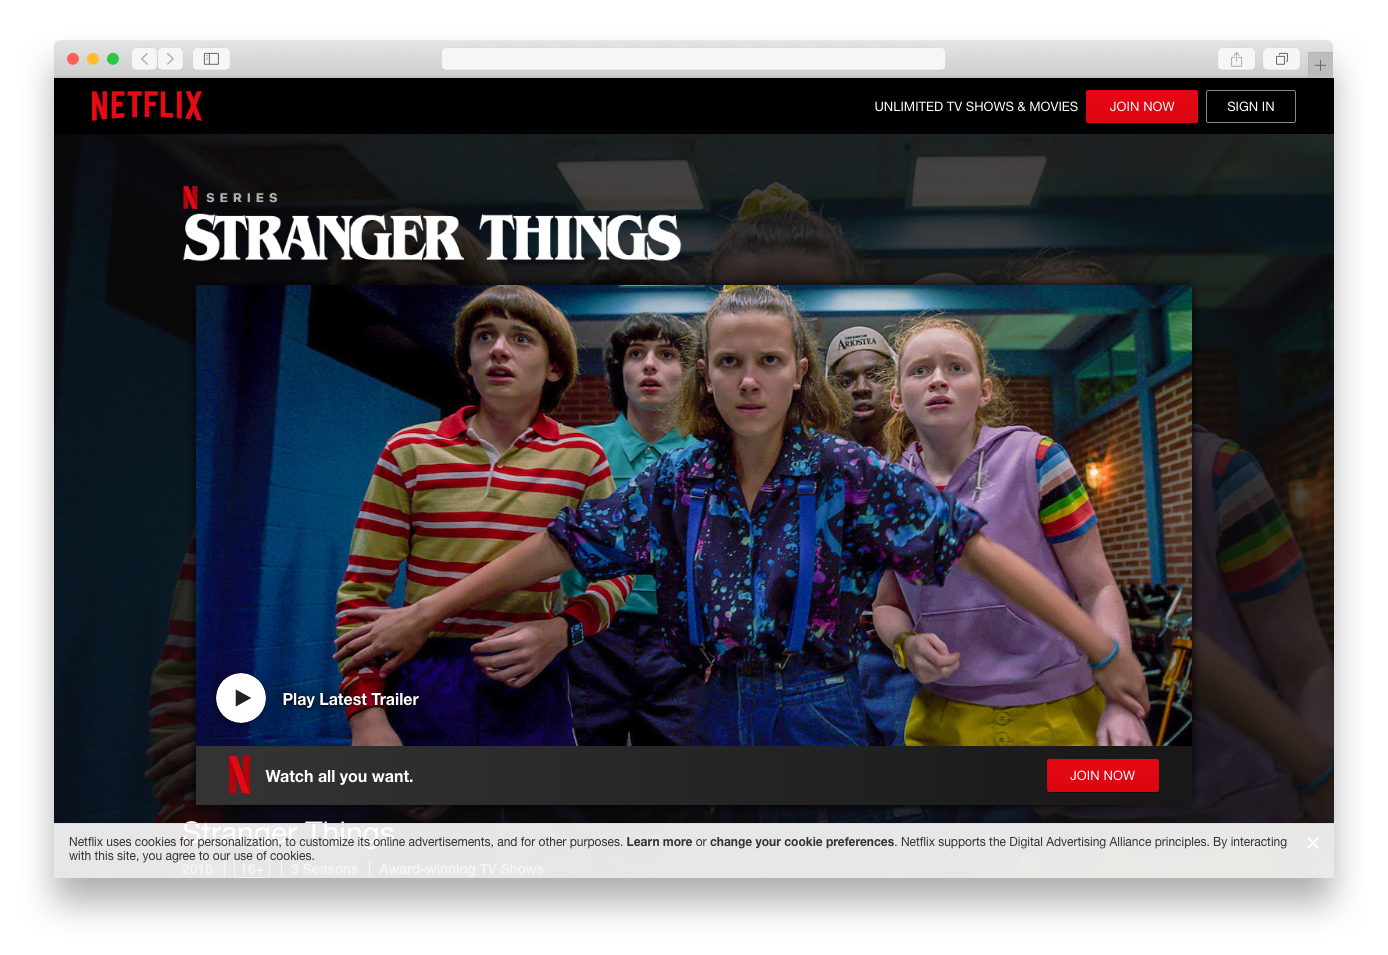 NETFLIX
UNLIMITED TV SHOWS & MOVIES
JOIN NOW
SIGN IN
N SERIES
STRANGER THINGS
ARIOSTEA
Play Latest Trailer
N Watch all you want.
JOIN NOW
Stranger Things
Netflix uses cookies for personalization, to customize its online advertisements, and for other purposes. Learn more or change your cookie preferences. Netflix supports the Digital Advertising Alliance principles. By interacting
with this site, you agree to our use of cookies.
2016 | 16+ | 3 Seasons | Award-winning TV Shows